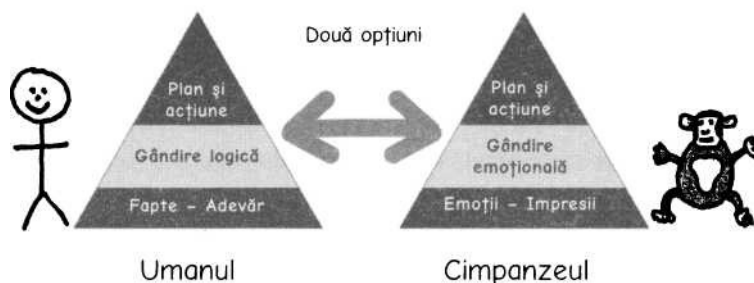 Două opțiuni
Plan și
acțiune
Gândire logică
Fapte – Adevăr
Umanul
Plan și
acțiune
Gândire
emoțională
Emoții – Impresii
Cimpanzeul